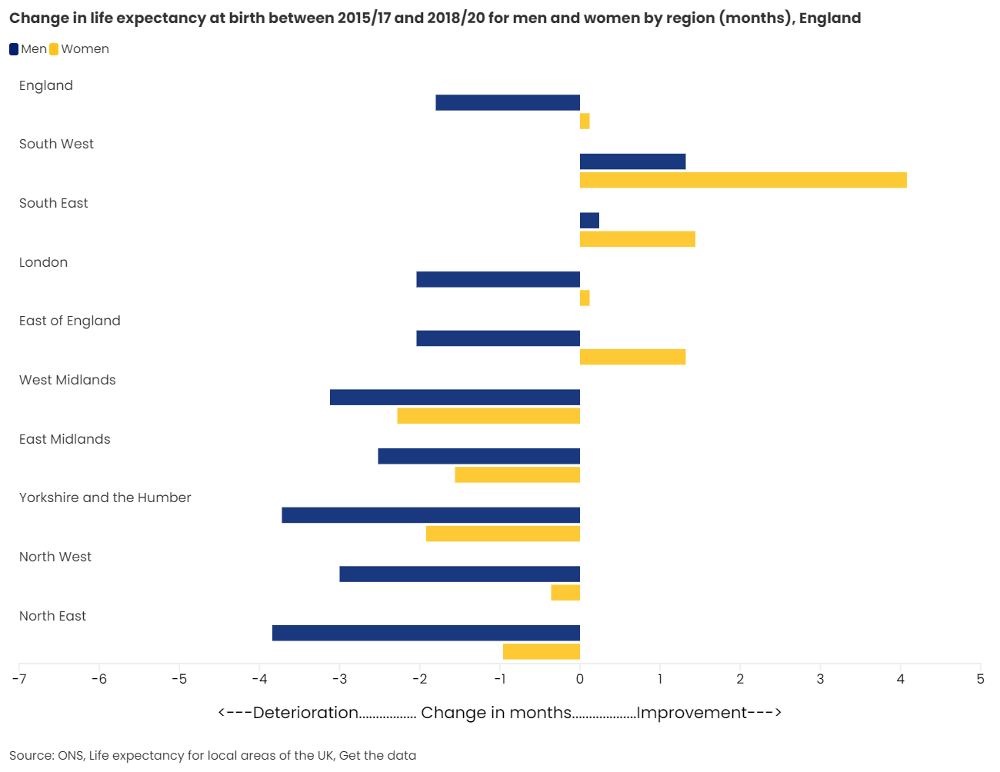 Change in life expectancy at birth between 2015/17 and 2018/20 for men and women by region (months), England
Men Women
England
South West
South East
London
East of England
West Midlands
East Midlands
Yorkshire and the Humber
North West
North East
-7 -6 -5 -4 -3 -2 -1 0 1 2 3 4 5
<---Deterioration................. Change in months...................Improvement--->
Source: ONS, Life expectancy for local areas of the UK, Get the data